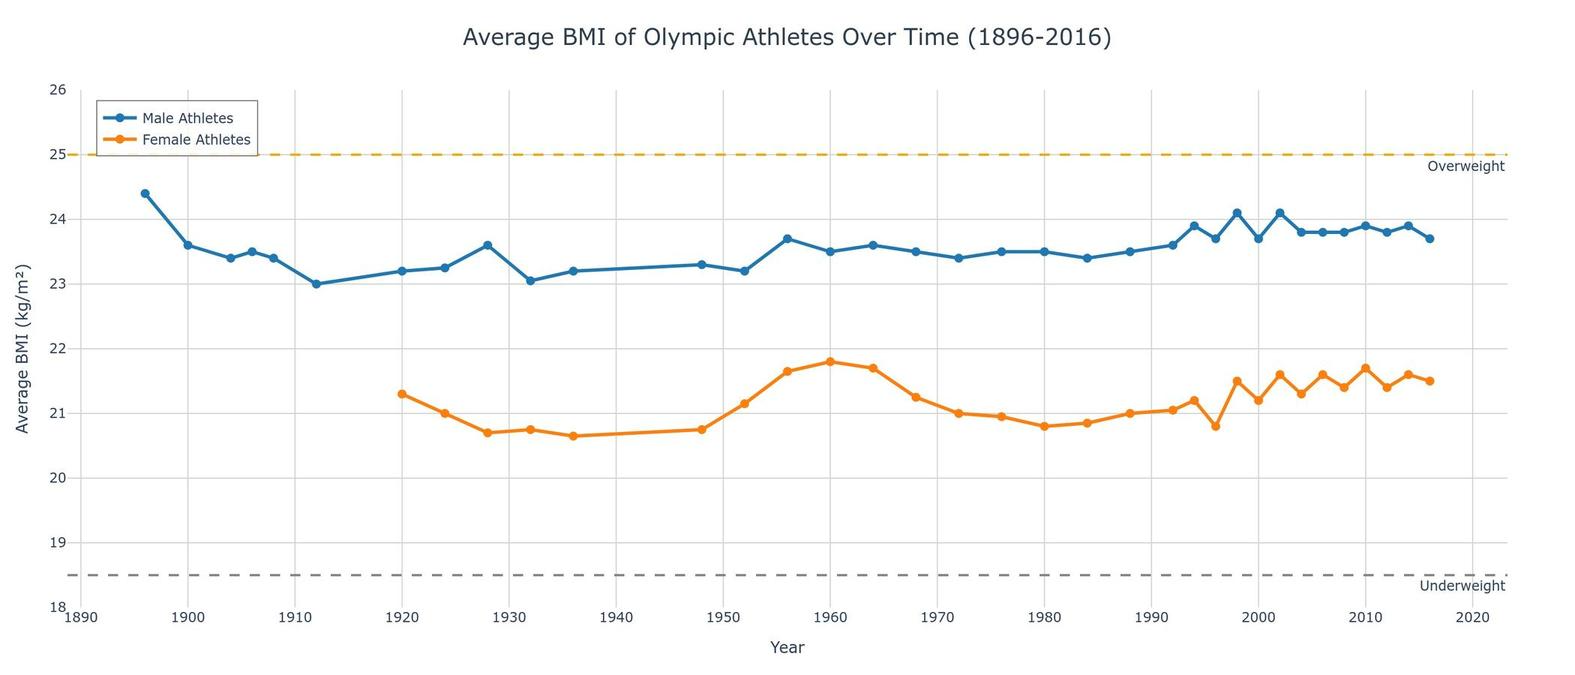 Average BMI of Olympic Athletes Over Time (1896-2016)
Male Athletes
Female Athletes
26
25
24
23
22
21
20
19
18
Average BMI (kg/m²)
Overweight
Underweight
1890 1900 1910 1920 1930 1940 1950 1960 1970 1980 1990 2000 2010 2020
Year